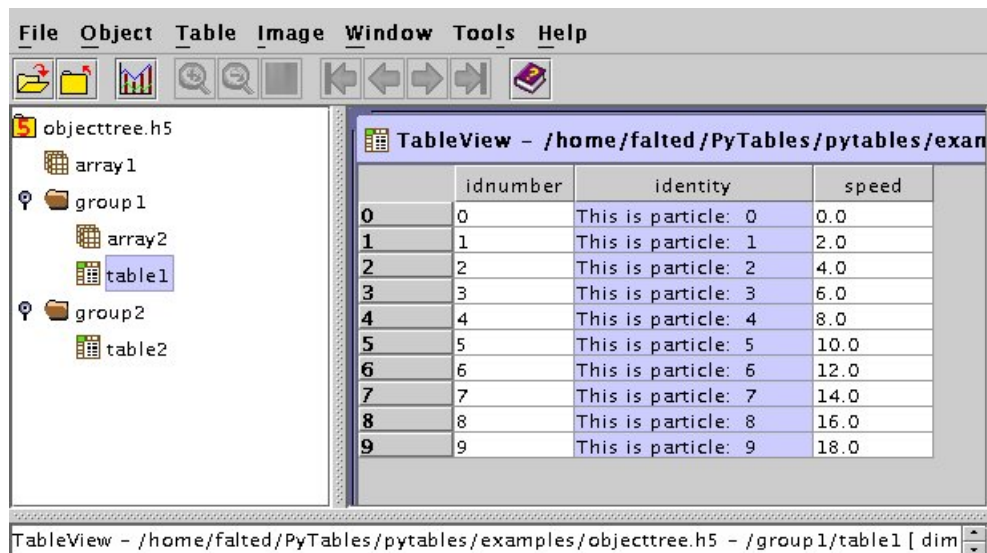 File Object Table Image Window Tools Help
5 objecttree.h5
array1
group1
array2
table1
group2
table2
TableView - /home/falted/PyTables/pytables/exan
idnumber identity speed
0 0 This is particle: 0 0.0
1 1 This is particle: 1 2.0
2 2 This is particle: 2 4.0
3 3 This is particle: 3 6.0
4 4 This is particle: 4 8.0
5 5 This is particle: 5 10.0
6 6 This is particle: 6 12.0
7 7 This is particle: 7 14.0
8 8 This is particle: 8 16.0
9 9 This is particle: 9 18.0
TableView - /home/falted/PyTables/pytables/examples/objecttree.h5 - /group1/table1 [ dim